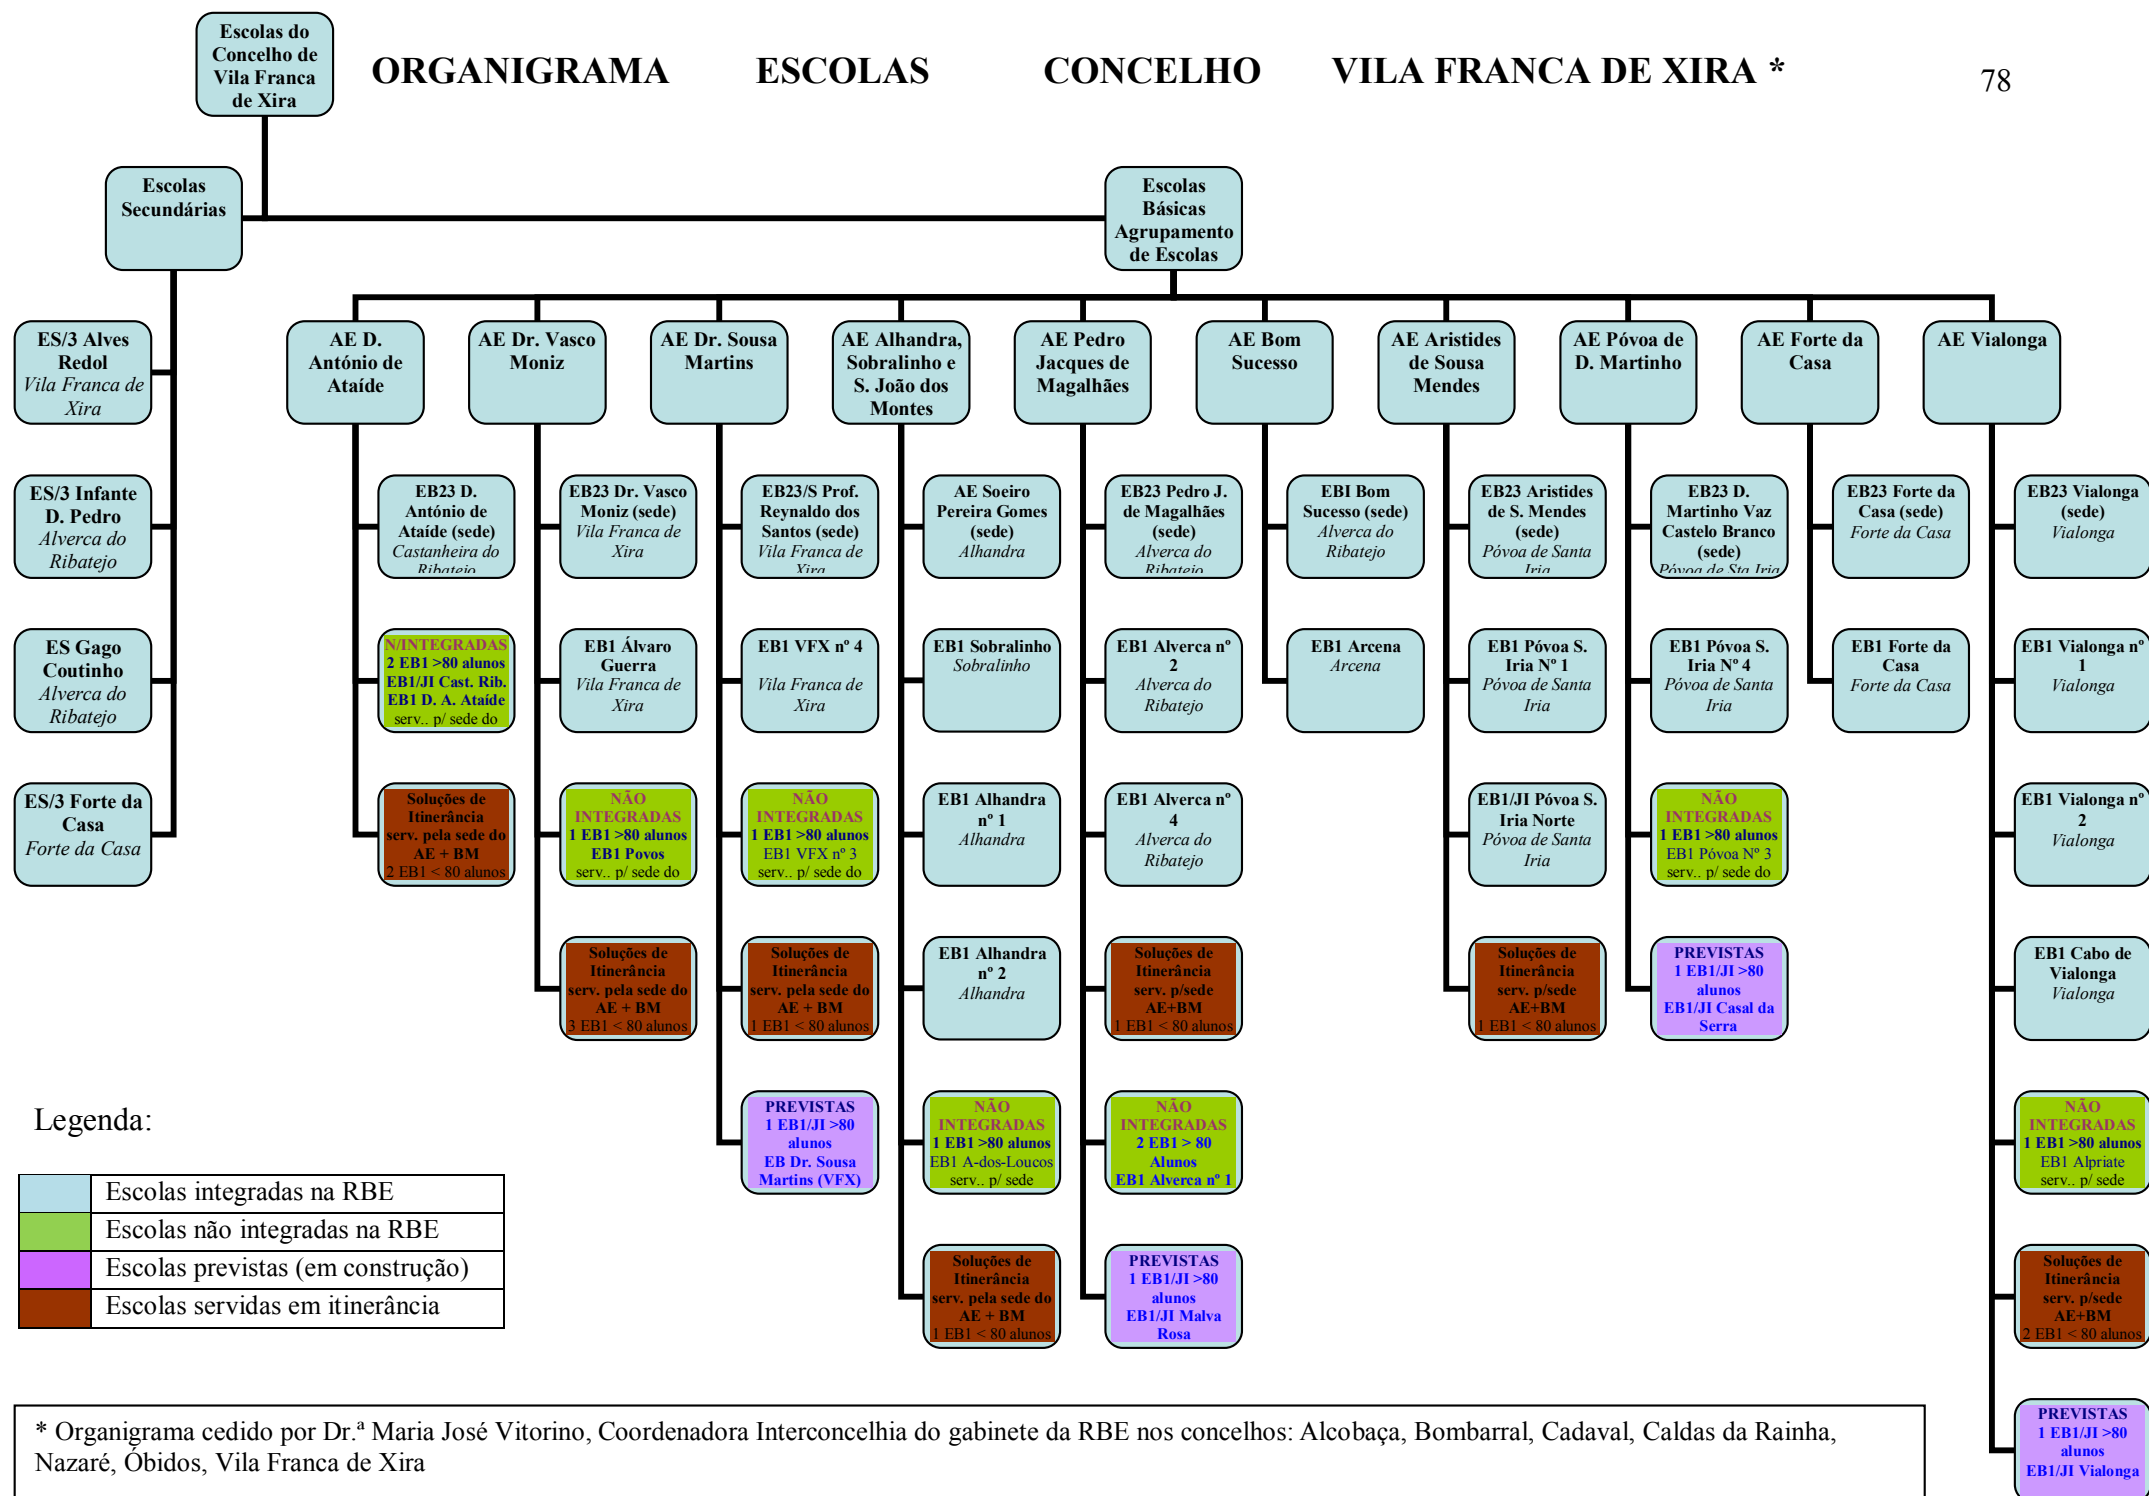 Escolas do
Concelho de
Vila Franca
de Xira
ORGANIGRAMA ESCOLAS CONCELHO VILA FRANCA DE XIRA *
78
Escolas
Secundárias
Escolas
Básicas
Agrupamento
de Escolas
ES/3 Alves
Redol
Vila Franca de
Xira
ES/3 Infante
D. Pedro
Alverca do
Ribatejo
ES Gago
Coutinho
Alverca do
Ribatejo
ES/3 Forte da
Casa
Forte da Casa
AE D.
António de
Ataíde
EB23 D.
António de
Ataíde (sede)
Castanheira do
Ribatejo
N/INTEGRADAS
2 EB1 >80 alunos
EB1/JI Cast. Rib.
EB1 D. A. Ataíde
serv.. p/ sede do
Soluções de
Itinerância
serv. pela sede do
AE + BM
2 EB1 < 80 alunos
AE Dr. Vasco
Moniz
EB23 Dr. Vasco
Moniz (sede)
Vila Franca de
Xira
EB1 Álvaro
Guerra
Vila Franca de
Xira
NÃO
INTEGRADAS
1 EB1 >80 alunos
EB1 Povos
serv.. p/ sede do
Soluções de
Itinerância
serv. pela sede do
AE + BM
3 EB1 < 80 alunos
AE Dr. Sousa
Martins
EB23/S Prof.
Reynaldo dos
Santos (sede)
Vila Franca de
Xira
EB1 VFX nº 4
Vila Franca de
Xira
NÃO
INTEGRADAS
1 EB1 >80 alunos
EB1 VFX nº 3
serv.. p/ sede do
Soluções de
Itinerância
serv. pela sede do
AE + BM
1 EB1 < 80 alunos
PREVISTAS
1 EB1/JI >80
alunos
EB Dr. Sousa
Martins (VFX)
AE Alhandra,
Sobralinho e
S. João dos
Montes
AE Soeiro
Pereira Gomes
(sede)
Alhandra
EB1 Sobralinho
Sobralinho
EB1 Alhandra
nº 1
Alhandra
EB1 Alhandra
nº 2
Alhandra
NÃO
INTEGRADAS
1 EB1 >80 alunos
EB1 A-dos-Loucos
serv.. p/ sede
Soluções de
Itinerância
serv. pela sede do
AE + BM
1 EB1 < 80 alunos
AE Pedro
Jacques de
Magalhães
EB23 Pedro J.
de Magalhães
(sede)
Alverca do
Ribatejo
EB1 Alverca nº
2
Alverca do
Ribatejo
EB1 Alverca nº
4
Alverca do
Ribatejo
Soluções de
Itinerância
serv. p/sede
AE+BM
1 EB1 < 80 alunos
NÃO
INTEGRADAS
2 EB1 > 80
Alunos
EB1 Alverca nº 1
PREVISTAS
1 EB1/JI >80
alunos
EB1/JI Malva
Rosa
AE Bom
Sucesso
EBI Bom
Sucesso (sede)
Alverca do
Ribatejo
EB1 Arcena
Arcena
AE Aristides
de Sousa
Mendes
EB23 Aristides
de S. Mendes
(sede)
Póvoa de Santa
Iria
EB1 Póvoa S.
Iria Nº 1
Póvoa de Santa
Iria
EB1/JI Póvoa S.
Iria Norte
Póvoa de Santa
Iria
Soluções de
Itinerância
serv. p/sede
AE+BM
1 EB1 < 80 alunos
AE Póvoa de
D. Martinho
EB23 D.
Martinho Vaz
Castelo Branco
(sede)
Póvoa de Sta Iria
EB1 Póvoa S.
Iria Nº 4
Póvoa de Santa
Iria
NÃO
INTEGRADAS
1 EB1 >80 alunos
EB1 Póvoa Nº 3
serv.. p/ sede do
PREVISTAS
1 EB1/JI >80
alunos
EB1/JI Casal da
Serra
AE Forte da
Casa
EB23 Forte da
Casa (sede)
Forte da Casa
EB1 Forte da
Casa
Forte da Casa
AE Vialonga
EB23 Vialonga
(sede)
Vialonga
EB1 Vialonga nº
1
Vialonga
EB1 Vialonga nº
2
Vialonga
EB1 Cabo de
Vialonga
Vialonga
NÃO
INTEGRADAS
1 EB1 >80 alunos
EB1 Alpriate
serv.. p/ sede
Soluções de
Itinerância
serv. p/sede
AE+BM
2 EB1 < 80 alunos
PREVISTAS
1 EB1/JI >80
alunos
EB1/JI Vialonga
Legenda:
Escolas integradas na RBE
Escolas não integradas na RBE
Escolas previstas (em construção)
Escolas servidas em itinerância
* Organigrama cedido por Dr.ª Maria José Vitorino, Coordenadora Interconcelhia do gabinete da RBE nos concelhos: Alcobaça, Bombarral, Cadaval, Caldas da Rainha,
Nazaré, Óbidos, Vila Franca de Xira